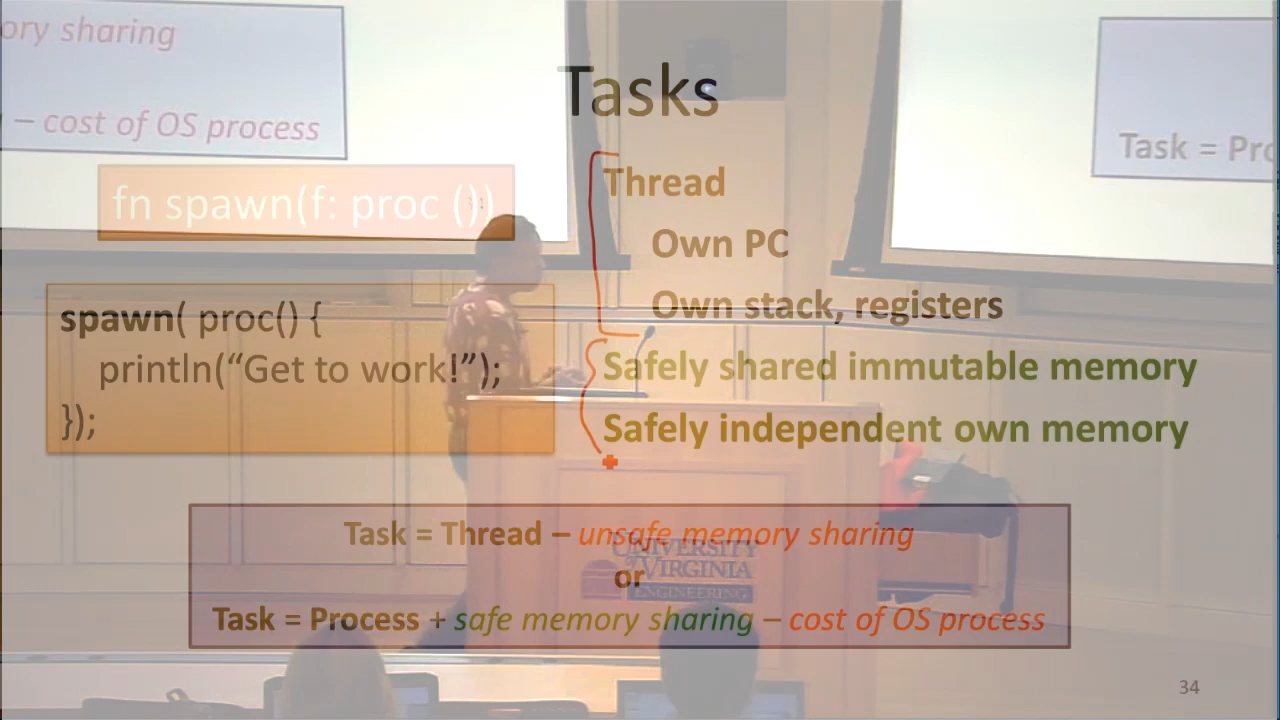 ory sharing
– cost of OS process
Task = Pro
Tasks
fn spawn(f: proc ())
spawn( proc() {
println(“Get to work!”);
});
Thread
Own PC
Own stack, registers
Safely shared immutable memory
Safely independent own memory
Task = Thread – unsafe memory sharing
or
Task = Process + safe memory sharing – cost of OS process
UNIVERSITY
of VIRGINIA
ENGINEERING
34